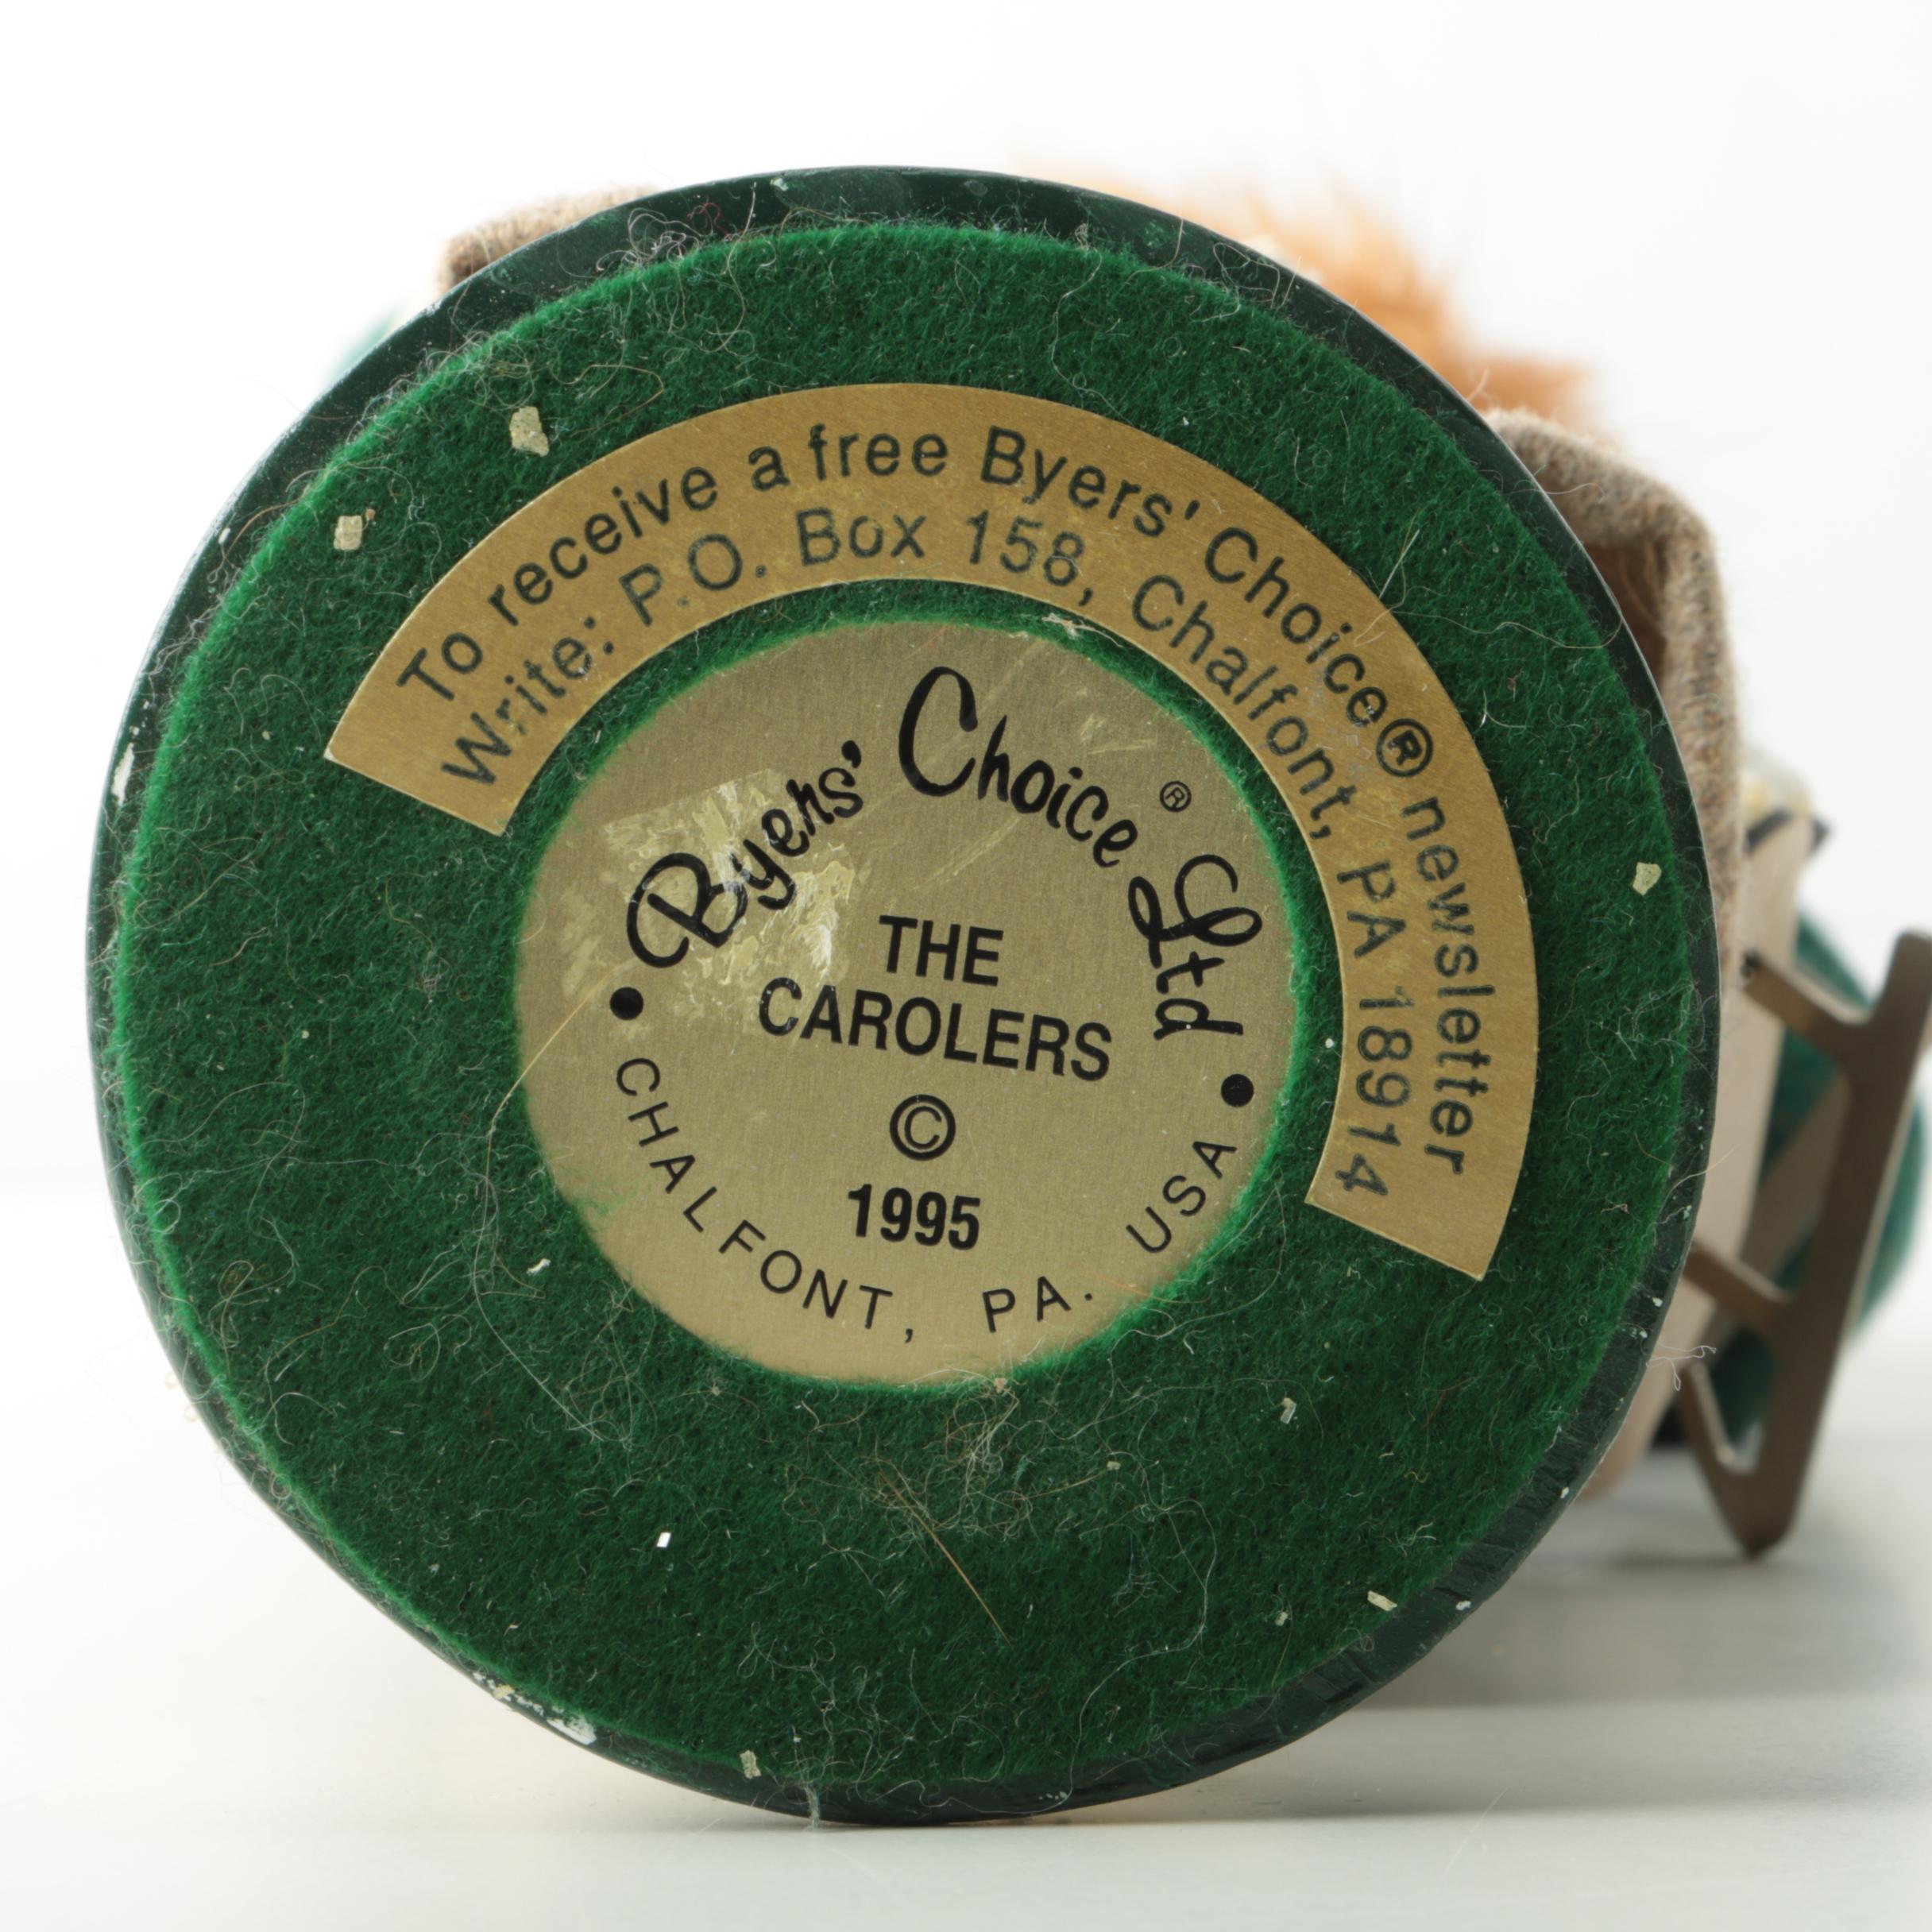 To receive a free Byers' Choice® newsletter
Write: P.O. Box 158, Chalfont, PA 18914
Byers' Choice® Ltd
THE
CAROLERS
©
1995
• CHALFONT, PA. USA •